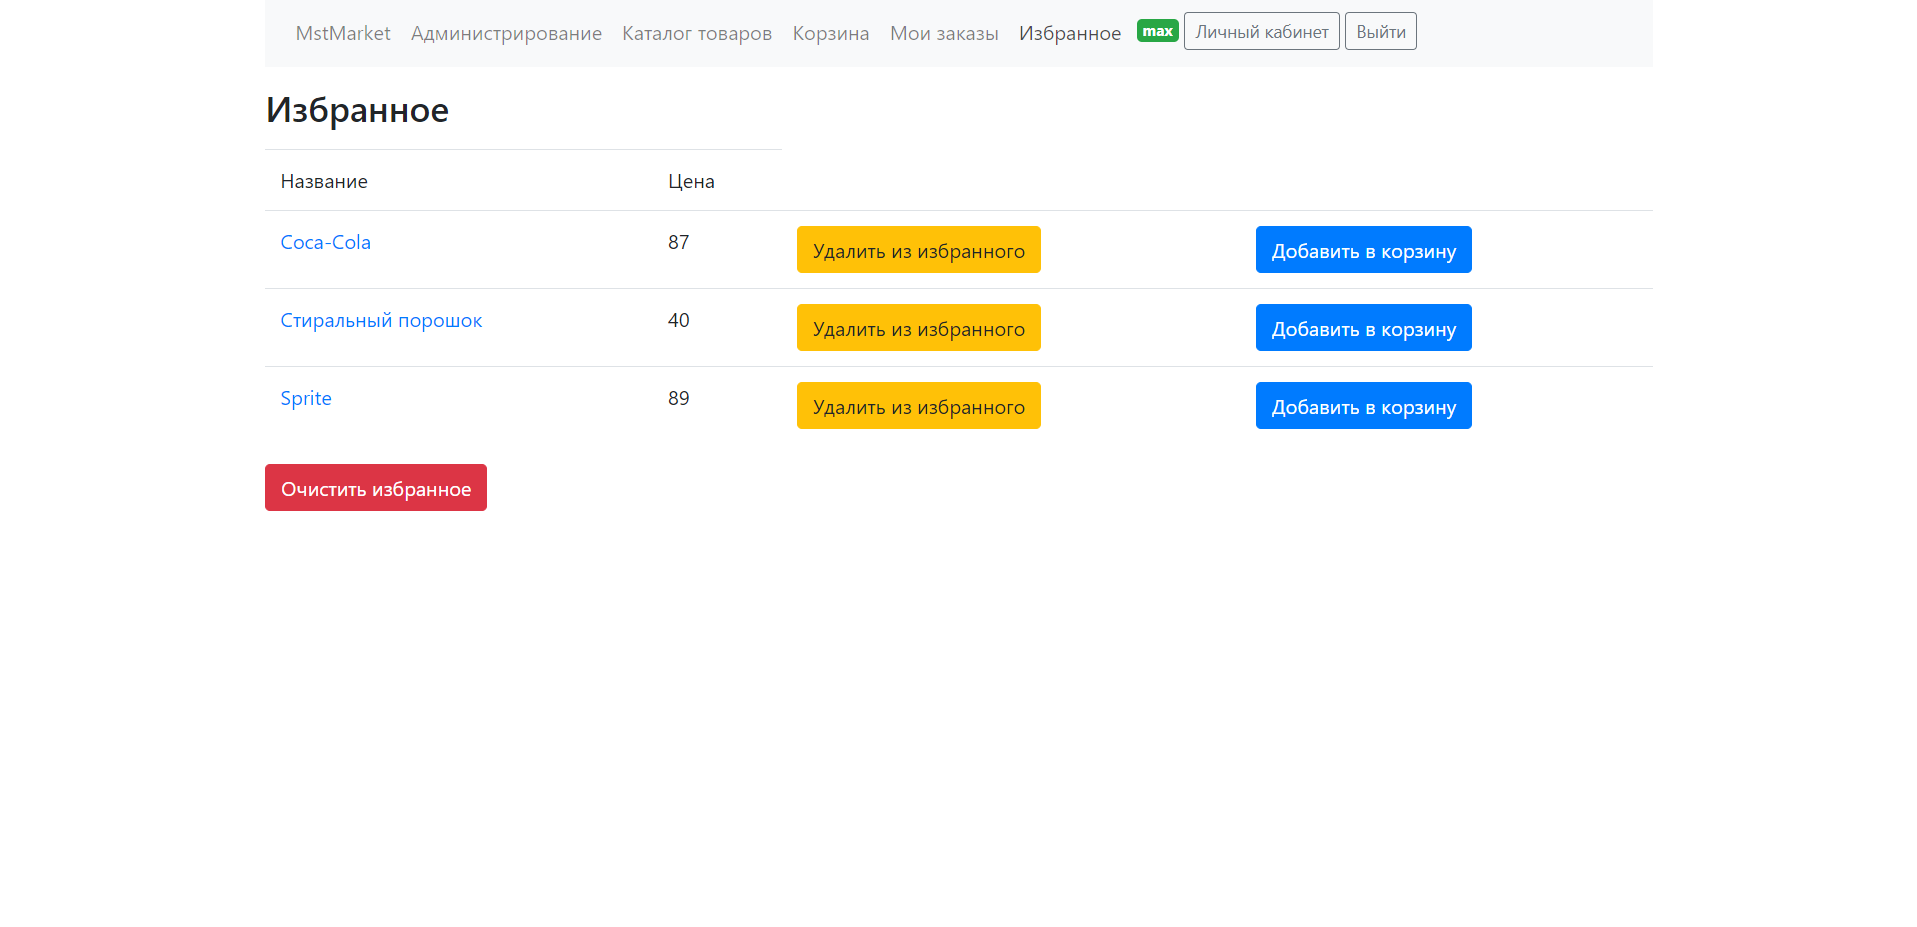 MstMarket Администрирование Каталог товаров Корзина Мои заказы Избранное max Личный кабинет Выйти
Избранное
Название Цена
Coca-Cola 87 Удалить из избранного Добавить в корзину
Стиральный порошок 40 Удалить из избранного Добавить в корзину
Sprite 89 Удалить из избранного Добавить в корзину
Очистить избранное